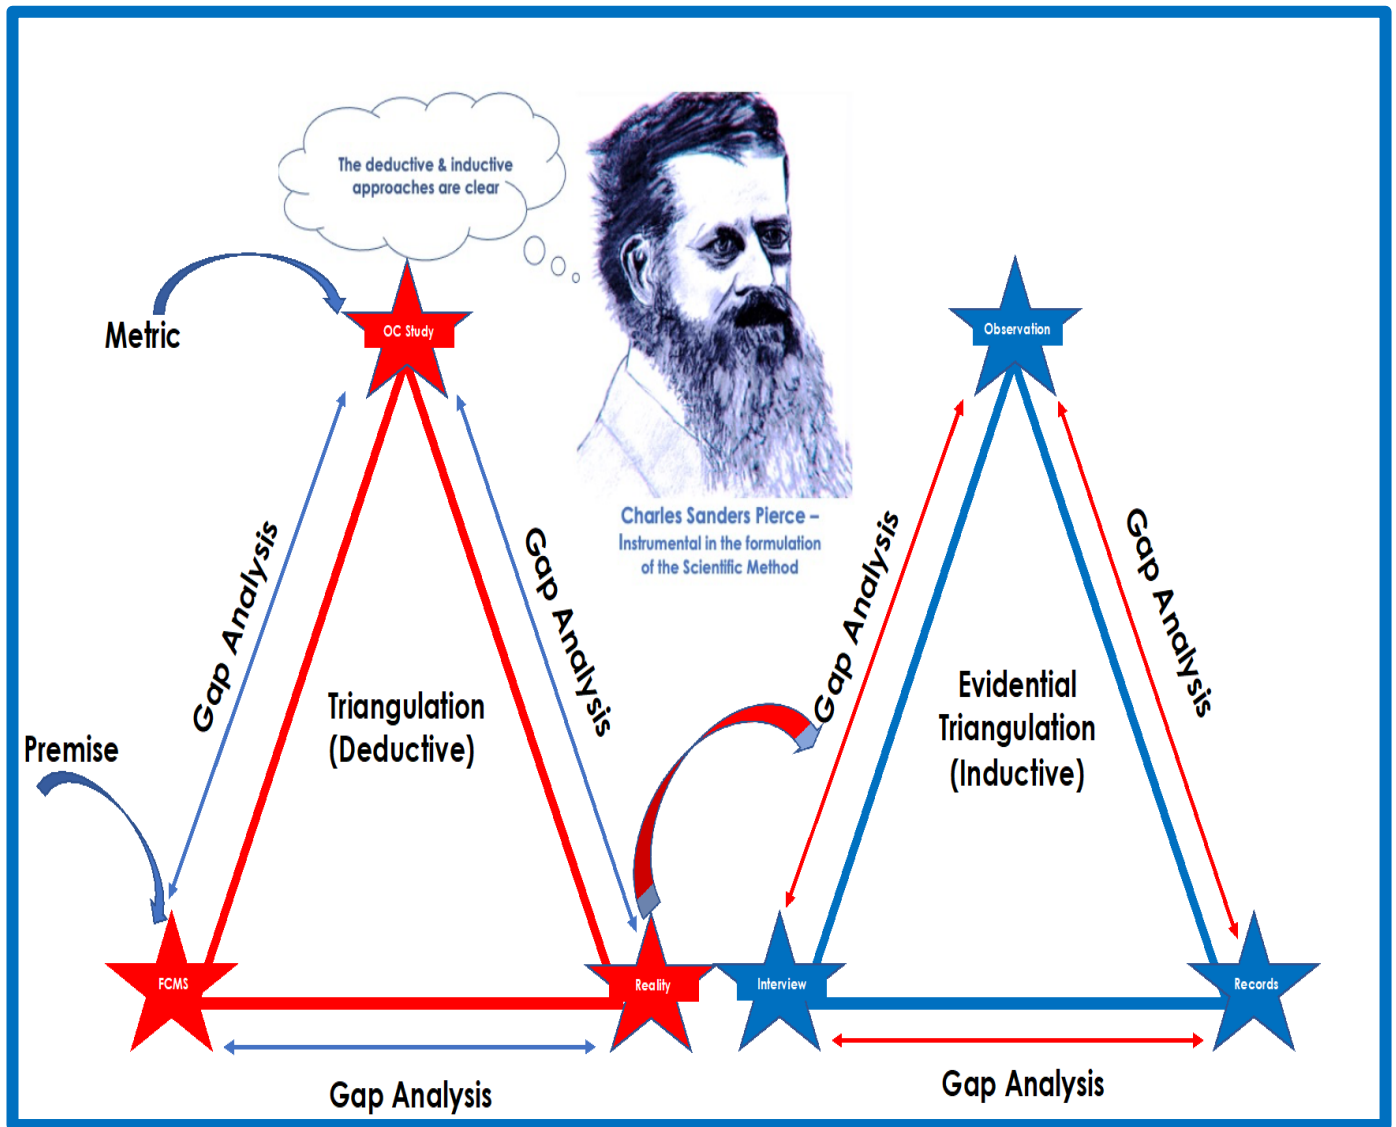 The deductive & inductive
approaches are clear
Metric
OC Study
Observation
Charles Sanders Pierce –
Instrumental in the formulation
of the Scientific Method
Gap Analysis
Gap Analysis
Gap Analysis
Gap Analysis
Triangulation
(Deductive)
Evidential
Triangulation
(Inductive)
Premise
FCMS
Reality
Interview
Records
Gap Analysis
Gap Analysis